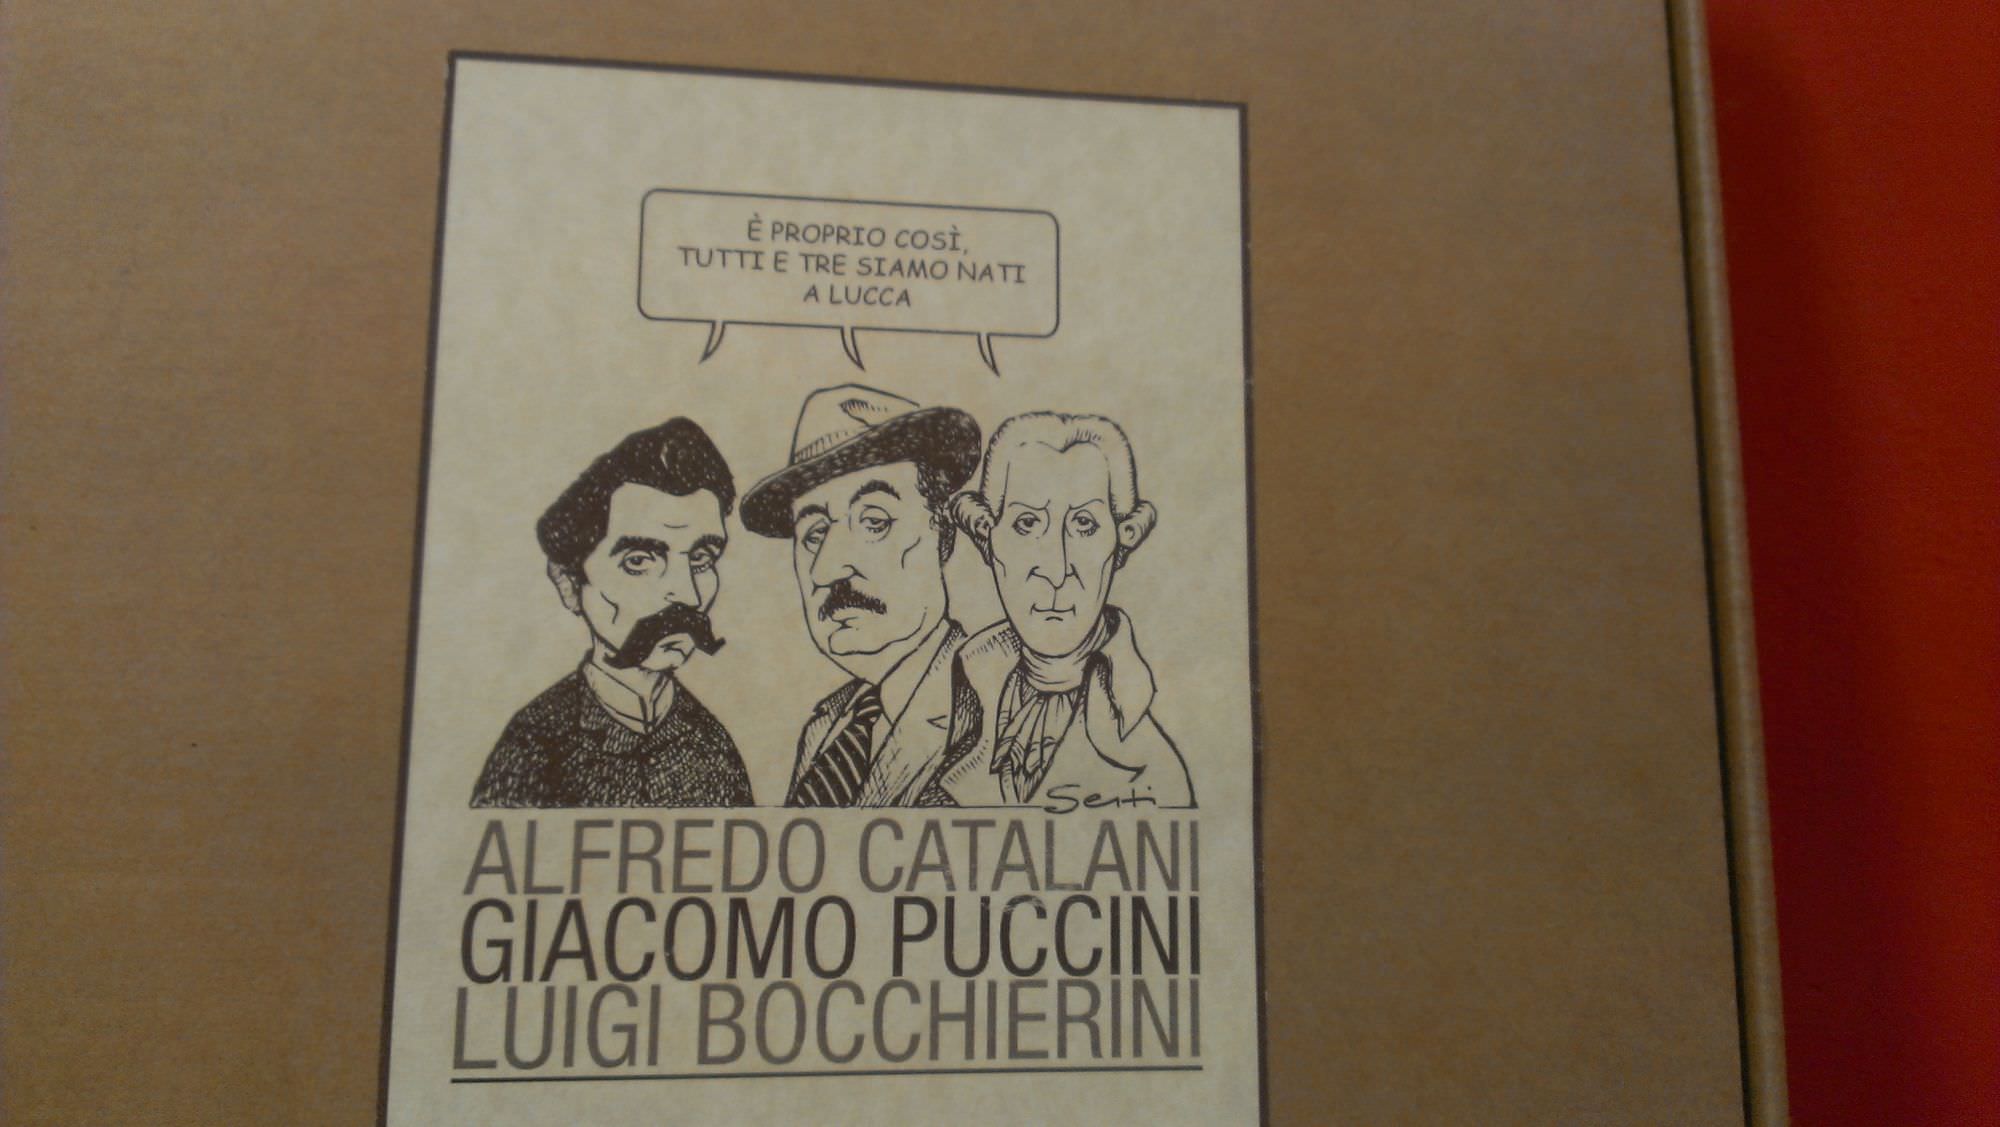 È PROPRIO COSÌ,
TUTTI E TRE SIAMO NATI
A LUCCA
Serti
ALFREDO CATALANI
GIACOMO PUCCINI
LUIGI BOCCHIERINI